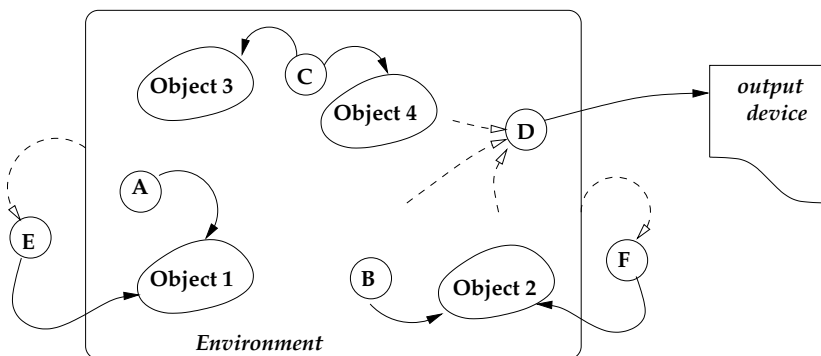 Object 3
C
Object 4
output
device
D
A
E
Object 1
B
Object 2
F
Environment